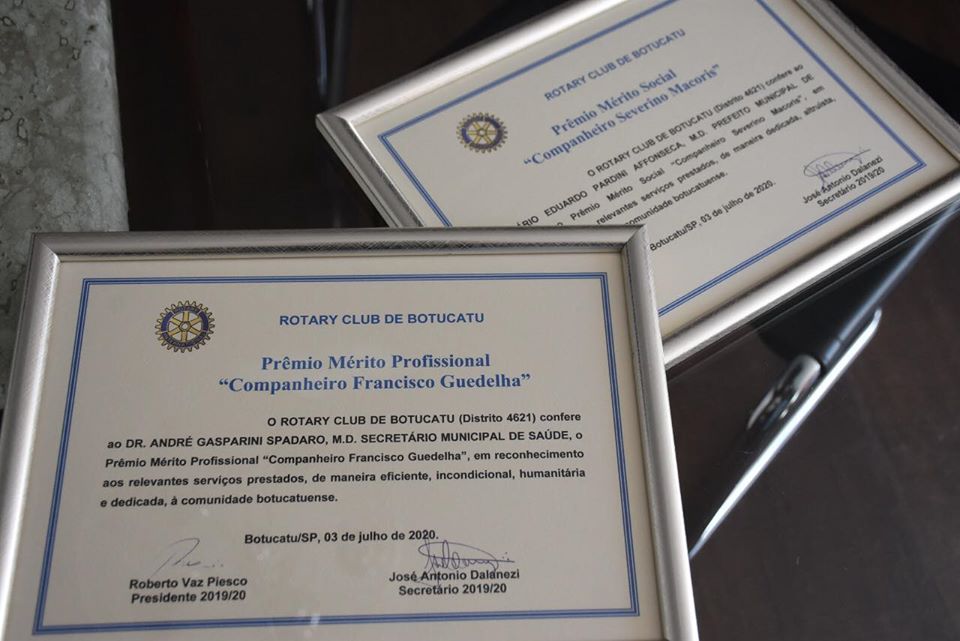 ROTARY CLUB DE BOTUCATU
Prêmio Mérito Social
“Companheiro Severino Macoris”
O ROTARY CLUB DE BOTUCATU (Distrito 4621) confere ao
ÁRIO EDUARDO PARDINI AFFONSECA, M.D. PREFEITO MUNICIPAL DE
Prêmio Mérito Social “Companheiro Severino Macoris”, em
relevantes serviços prestados, de maneira dedicada, altruísta,
comunidade botucatuense.
Botucatu/SP, 03 de julho de 2020.
José Antonio Dalanezi
Secretário 2019/20
ROTARY CLUB DE BOTUCATU
Prêmio Mérito Profissional
“Companheiro Francisco Guedelha”
O ROTARY CLUB DE BOTUCATU (Distrito 4621) confere
ao DR. ANDRÉ GASPARINI SPADARO, M.D. SECRETÁRIO MUNICIPAL DE SAÚDE, o
Prêmio Mérito Profissional “Companheiro Francisco Guedelha”, em reconhecimento
aos relevantes serviços prestados, de maneira eficiente, incondicional, humanitária
e dedicada, à comunidade botucatuense.
Botucatu/SP, 03 de julho de 2020.
Roberto Vaz Piesco
Presidente 2019/20
José Antonio Dalanezi
Secretário 2019/20